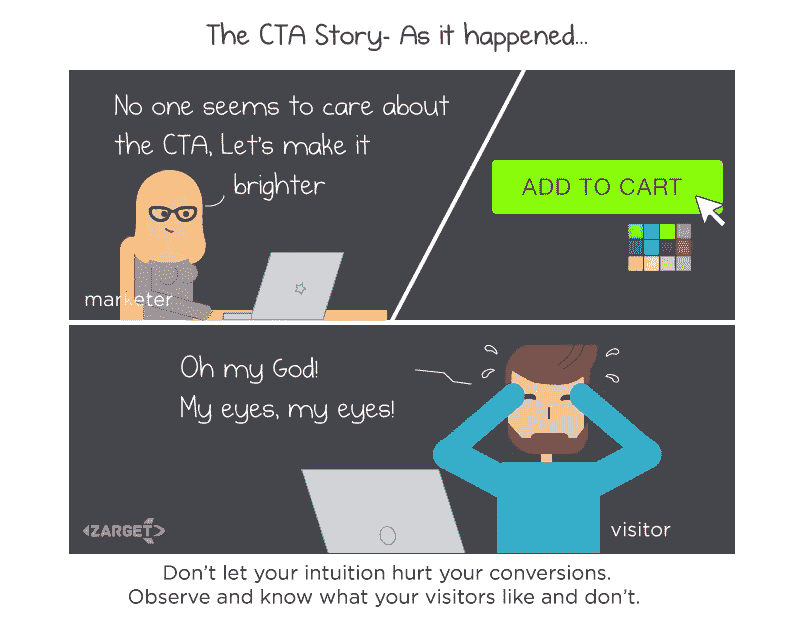 The CTA Story- As it happened...
No one seems to care about
the CTA, Let's make it
brighter
ADD TO CART
marketer
Oh my God!
My eyes, my eyes!
ZARGET
visitor
Don't let your intuition hurt your conversions.
Observe and know what your visitors like and don't.